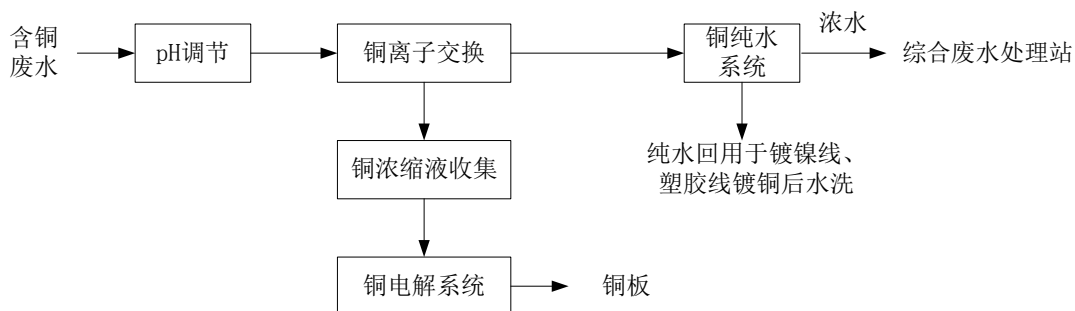 含铜
废水
pH调节
铜离子交换
铜纯水
系统
浓水
综合废水处理站
铜浓缩液收集
纯水回用于镀镍线、
塑胶线镀铜后水洗
铜电解系统
铜板